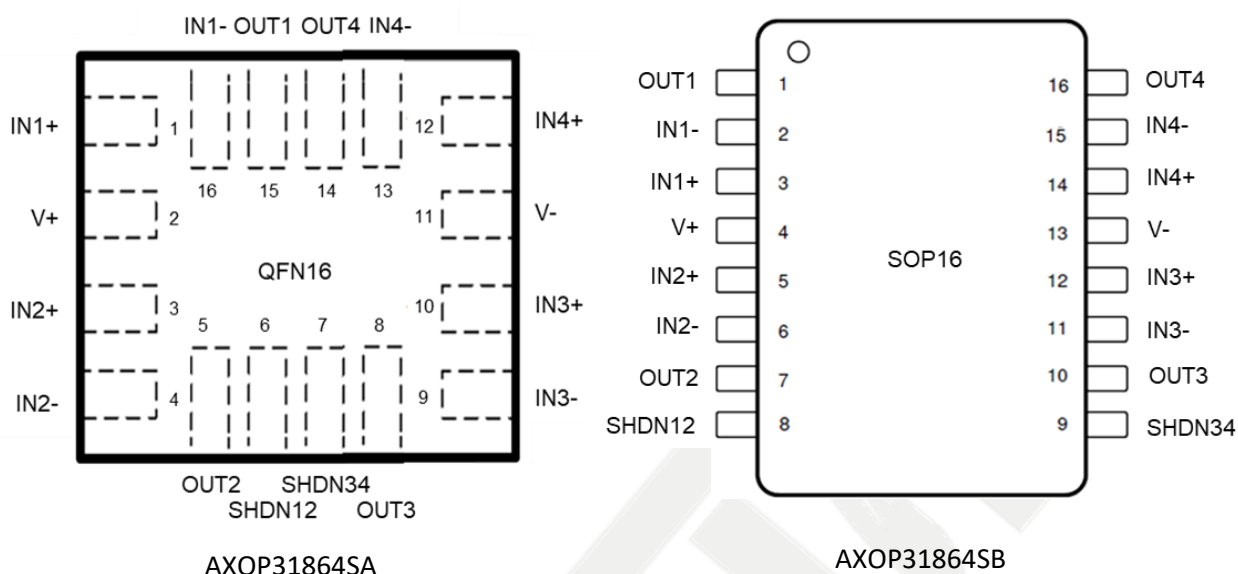 IN1- OUT1 OUT4 IN4-
IN1+ 1 12 IN4+
16 15 14 13
V+ 2 11 V-
QFN16
IN2+ 3 10 IN3+
5 6 7 8
IN2- 4 9 IN3-
OUT2 SHDN34
SHDN12 OUT3
AXOP31864SA
OUT1 1 16 OUT4
IN1- 2 15 IN4-
IN1+ 3 14 IN4+
V+ 4 13 V-
SOP16
IN2+ 5 12 IN3+
IN2- 6 11 IN3-
OUT2 7 10 OUT3
SHDN12 8 9 SHDN34
AXOP31864SB